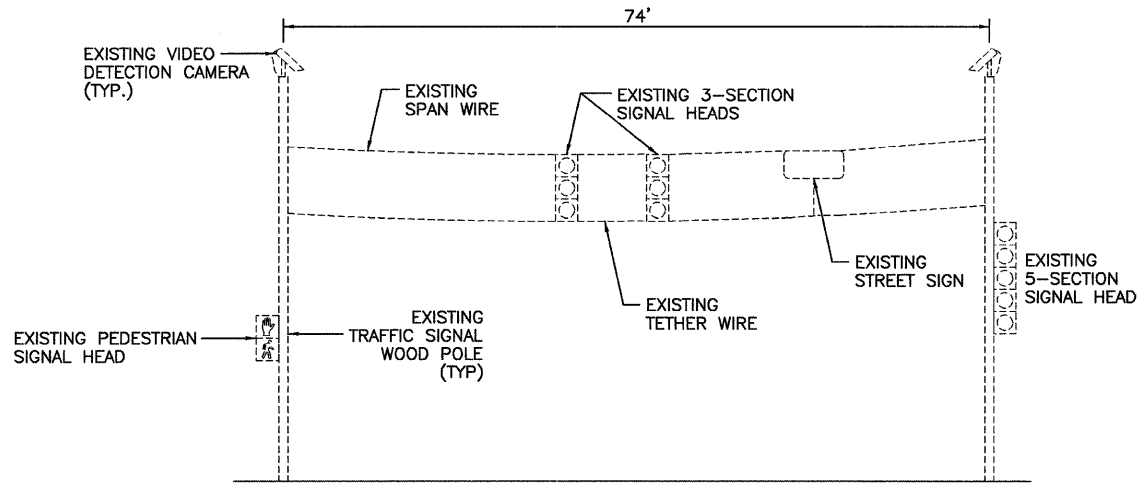 74'
EXISTING VIDEO
DETECTION CAMERA
(TYP.)
EXISTING
SPAN WIRE
EXISTING 3-SECTION
SIGNAL HEADS
EXISTING
STREET SIGN
EXISTING
5-SECTION
SIGNAL HEAD
EXISTING
TETHER WIRE
EXISTING
TRAFFIC SIGNAL
WOOD POLE
(TYP)
EXISTING PEDESTRIAN
SIGNAL HEAD